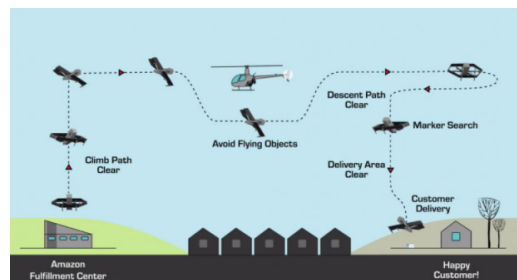 Descent Path
Clear
Marker Search
Avoid Flying Objects
Climb Path
Clear
Delivery Area
Clear
Customer
Delivery
Amazon
Fulfillment Center
Happy
Customer!